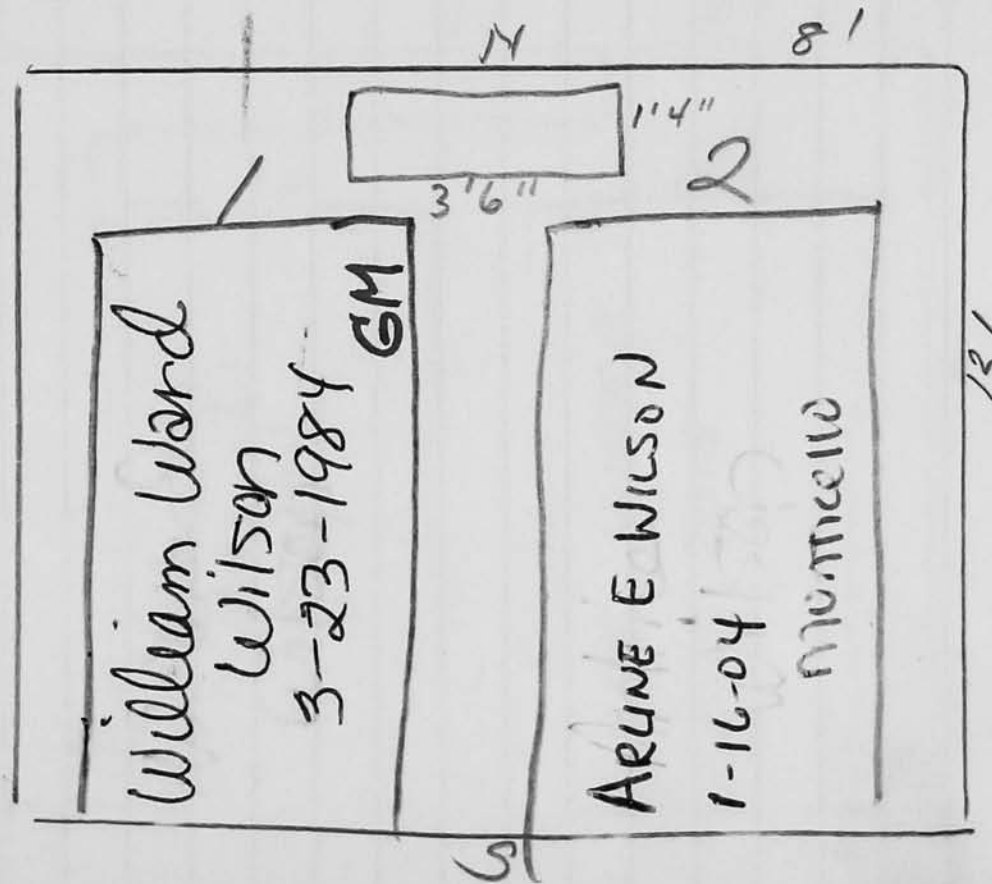 N
8'
1'4"
3'6"
1
2
William Ward
Wilson
3-23-1984
GM
ARLINE E WILSON
1-16-04
Monticello
13'
S